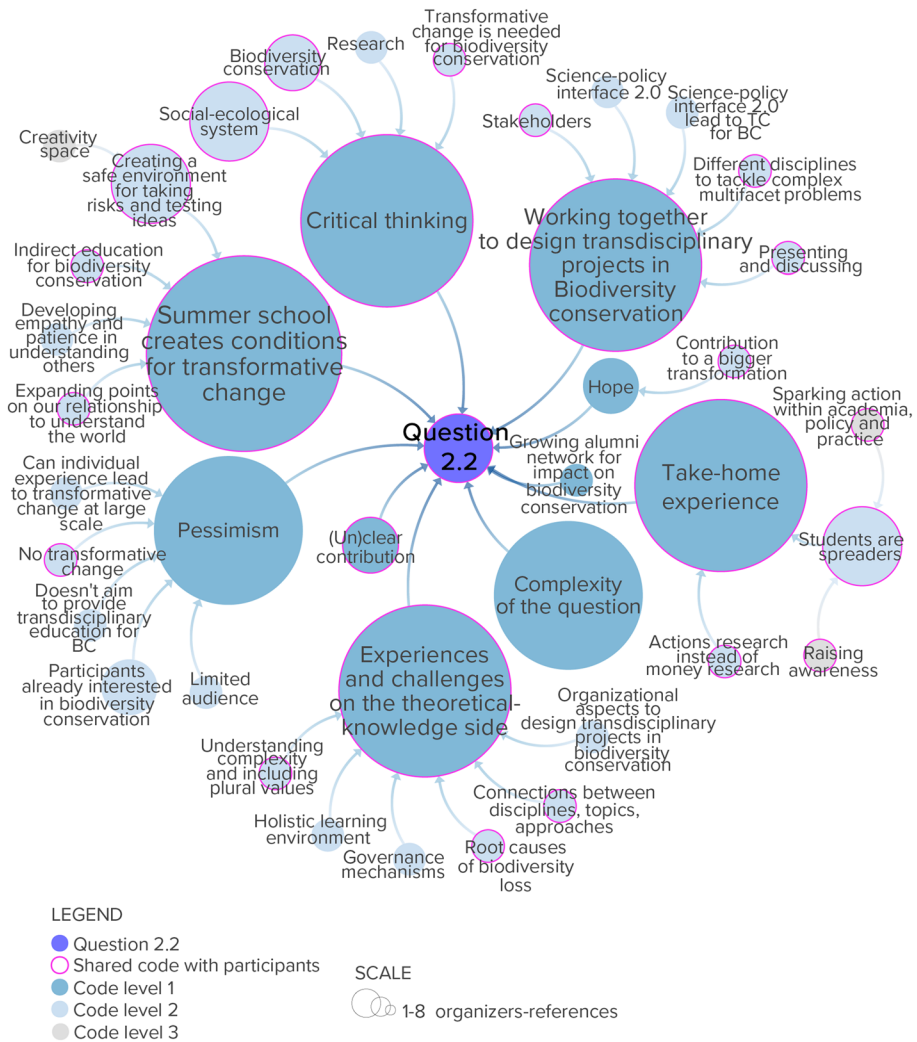 Transformative
change is needed
for biodiversity
conservation
Research
Biodiversity
conservation
Social-ecological
system
Creativity
space
Creating a
safe environment
for taking
risks and testing
ideas
Critical thinking
Science-policy
interface 2.0
Science-policy
interface 2.0
lead to TC
for BC
Stakeholders
Different disciplines
to tackle complex
multifacet problems
Presenting
and discussing
Working together
to design transdisciplinary
projects in
Biodiversity
conservation
Indirect education
for biodiversity
conservation
Developing
empathy and
patience in
understanding
others
Expanding points
on our relationship
to understand
the world
Summer school
creates conditions
for transformative
change
Contribution
to a bigger
transformation
Hope
Sparking action
within academia,
policy and
practice
Question
2.2
Growing alumni
network for
impact on
biodiversity
conservation
Take-home
experience
Students are
spreaders
Can individual
experience lead
to transformative
change at large
scale
Pessimism
No transformative
change
(Un)clear
contribution
Doesn't aim
to provide
transdisciplinary
education for
BC
Complexity
of the question
Participants
already interested
in biodiversity
conservation
Limited
audience
Actions research
instead of
money research
Raising
awareness
Experiences
and challenges
on the theoretical-
knowledge side
Organizational
aspects to
design transdisciplinary
projects in
biodiversity
conservation
Understanding
complexity
and including
plural values
Holistic learning
environment
Governance
mechanisms
Connections between
disciplines, topics,
approaches
Root causes
of biodiversity
loss
LEGEND
Question 2.2
Shared code with participants
Code level 1
Code level 2
Code level 3
SCALE
1-8 organizers-references